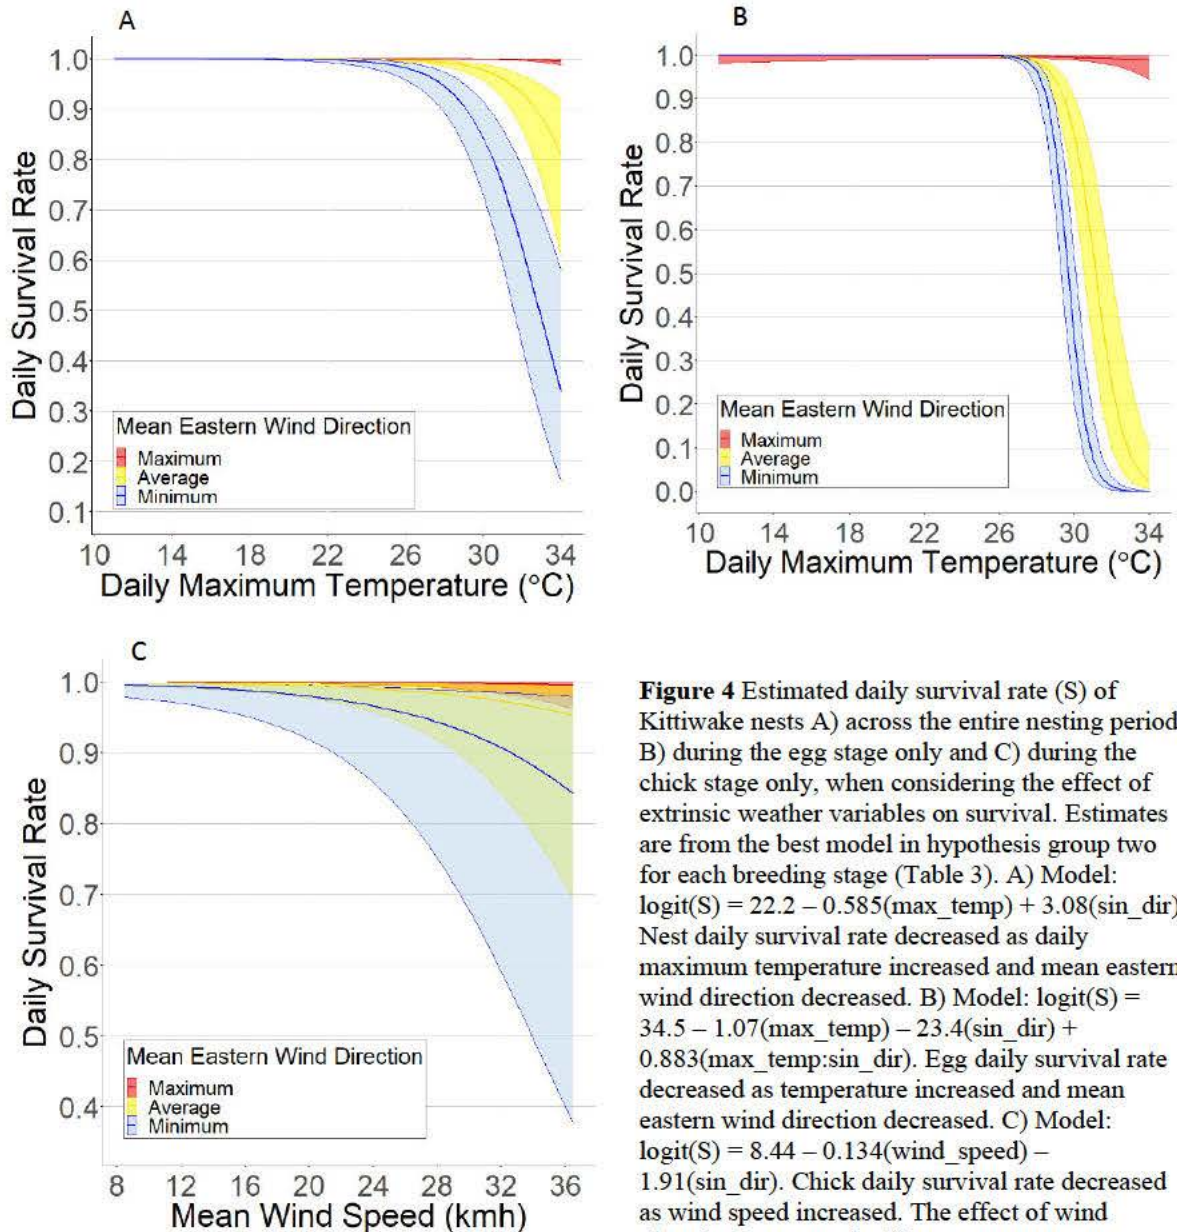 A
1.0
0.9
0.8
0.7
0.6
0.5
0.4
0.3
0.2
0.1
Daily Survival Rate
Mean Eastern Wind Direction
Maximum
Average
Minimum
10 14 18 22 26 30 34
Daily Maximum Temperature (°C)
B
1.0
0.9
0.8
0.7
0.6
0.5
0.4
0.3
0.2
0.1
0.0
Daily Survival Rate
Mean Eastern Wind Direction
Maximum
Average
Minimum
10 14 18 22 26 30 34
Daily Maximum Temperature (°C)
C
1.0
0.9
0.8
0.7
0.6
0.5
0.4
Daily Survival Rate
Mean Eastern Wind Direction
Maximum
Average
Minimum
8 12 16 20 24 28 32 36
Mean Wind Speed (kmh)
Figure 4 Estimated daily survival rate (S) of
Kittiwake nests A) across the entire nesting period
B) during the egg stage only and C) during the
chick stage only, when considering the effect of
extrinsic weather variables on survival. Estimates
are from the best model in hypothesis group two
for each breeding stage (Table 3). A) Model:
logit(S) = 22.2 – 0.585(max_temp) + 3.08(sin_dir)
Nest daily survival rate decreased as daily
maximum temperature increased and mean eastern
wind direction decreased. B) Model: logit(S) =
34.5 – 1.07(max_temp) – 23.4(sin_dir) +
0.883(max_temp:sin_dir). Egg daily survival rate
decreased as temperature increased and mean
eastern wind direction decreased. C) Model:
logit(S) = 8.44 – 0.134(wind_speed) –
1.91(sin_dir). Chick daily survival rate decreased
as wind speed increased. The effect of wind